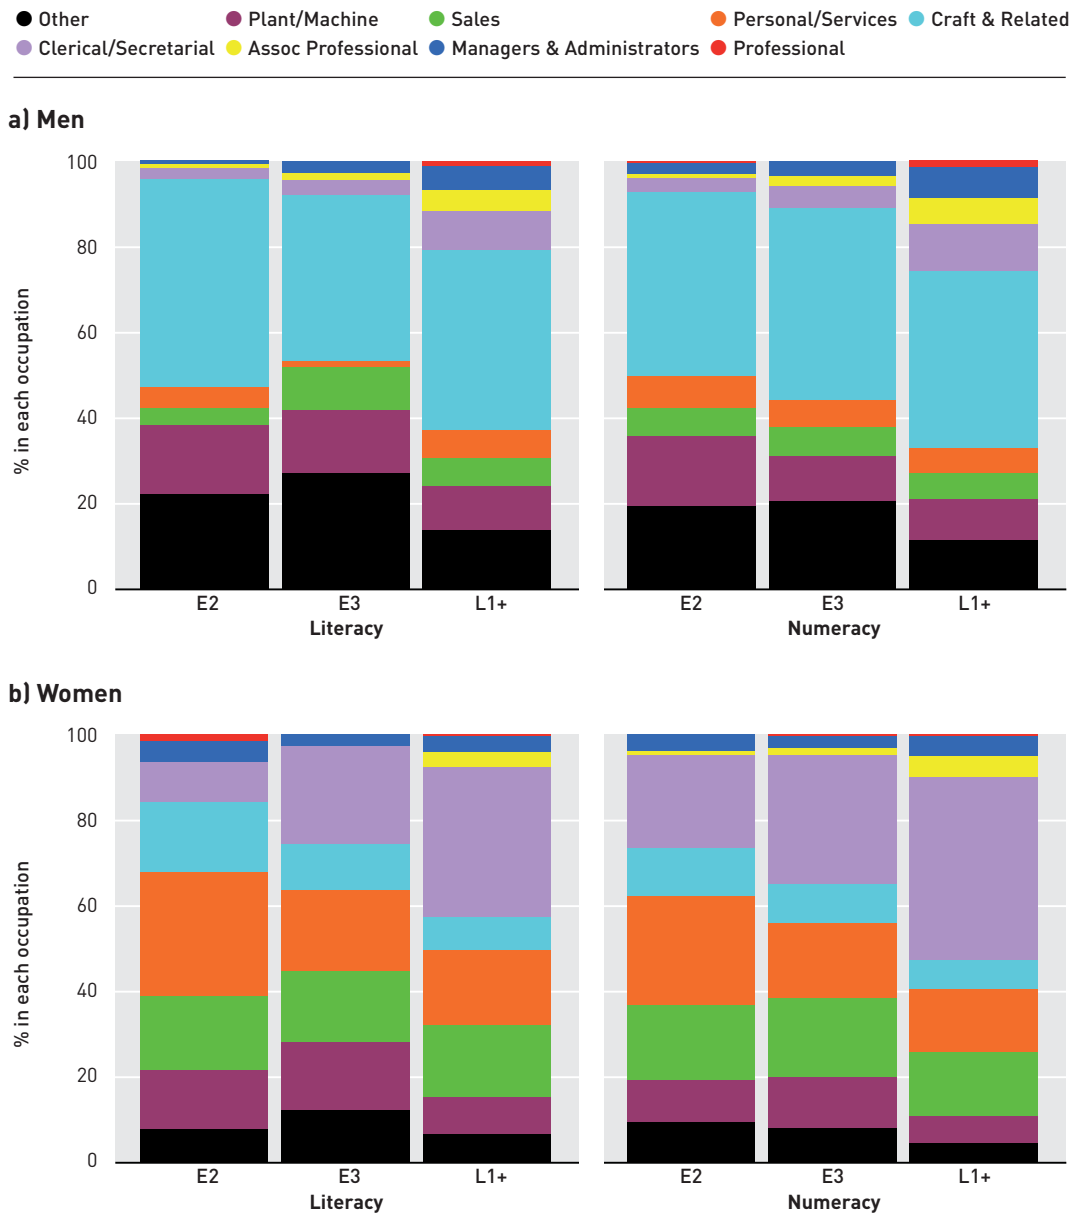 Other Plant/Machine Sales Personal/Services Craft & Related
Clerical/Secretarial Assoc Professional Managers & Administrators Professional
a) Men
% in each occupation
100
80
60
40
20
0
E2 E3 L1+ E2 E3 L1+
Literacy Numeracy
b) Women
% in each occupation
100
80
60
40
20
0
E2 E3 L1+ E2 E3 L1+
Literacy Numeracy